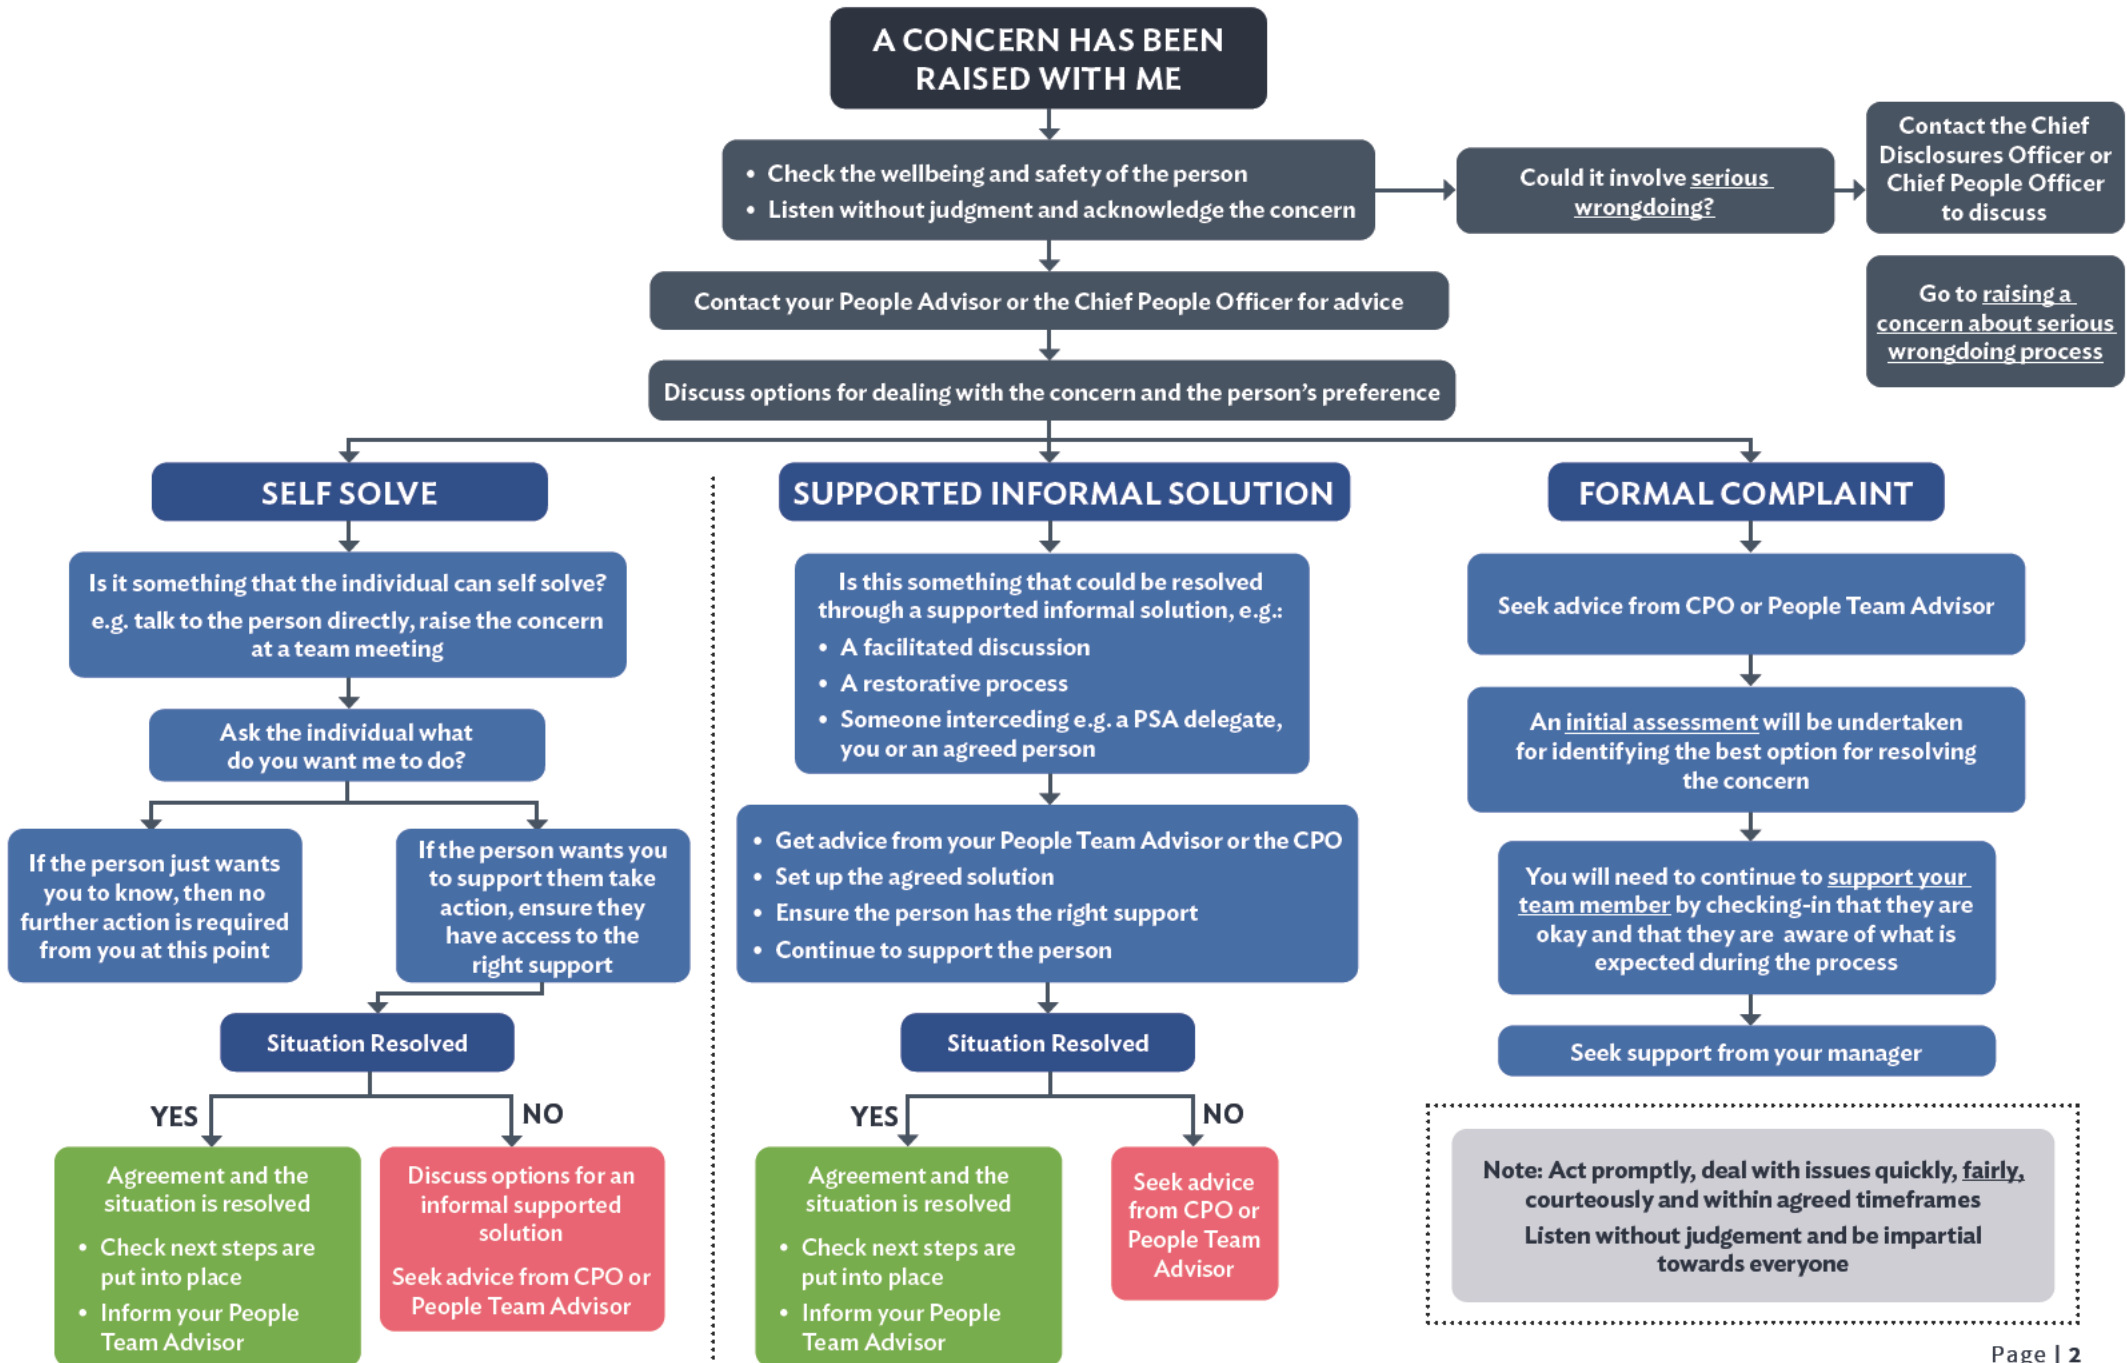 A CONCERN HAS BEEN
RAISED WITH ME
• Check the wellbeing and safety of the person
• Listen without judgment and acknowledge the concern
Could it involve serious
wrongdoing?
Contact the Chief
Disclosures Officer or
Chief People Officer
to discuss
Go to raising a
concern about serious
wrongdoing process
Contact your People Advisor or the Chief People Officer for advice
Discuss options for dealing with the concern and the person’s preference
SELF SOLVE
Is it something that the individual can self solve?
e.g. talk to the person directly, raise the concern
at a team meeting
Ask the individual what
do you want me to do?
If the person just wants
you to know, then no
further action is required
from you at this point
If the person wants you
to support them take
action, ensure they
have access to the
right support
Situation Resolved
YES
NO
Agreement and the
situation is resolved
• Check next steps are
put into place
• Inform your People
Team Advisor
Discuss options for an
informal supported
solution
Seek advice from CPO or
People Team Advisor
SUPPORTED INFORMAL SOLUTION
Is this something that could be resolved
through a supported informal solution, e.g.:
• A facilitated discussion
• A restorative process
• Someone interceding e.g. a PSA delegate,
you or an agreed person
• Get advice from your People Team Advisor or the CPO
• Set up the agreed solution
• Ensure the person has the right support
• Continue to support the person
Situation Resolved
YES
NO
Agreement and the
situation is resolved
• Check next steps are
put into place
• Inform your People
Team Advisor
Seek advice
from CPO or
People Team
Advisor
FORMAL COMPLAINT
Seek advice from CPO or People Team Advisor
An initial assessment will be undertaken
for identifying the best option for resolving
the concern
You will need to continue to support your
team member by checking-in that they are
okay and that they are aware of what is
expected during the process
Seek support from your manager
Note: Act promptly, deal with issues quickly, fairly,
courteously and within agreed timeframes
Listen without judgement and be impartial
towards everyone
Page | 2